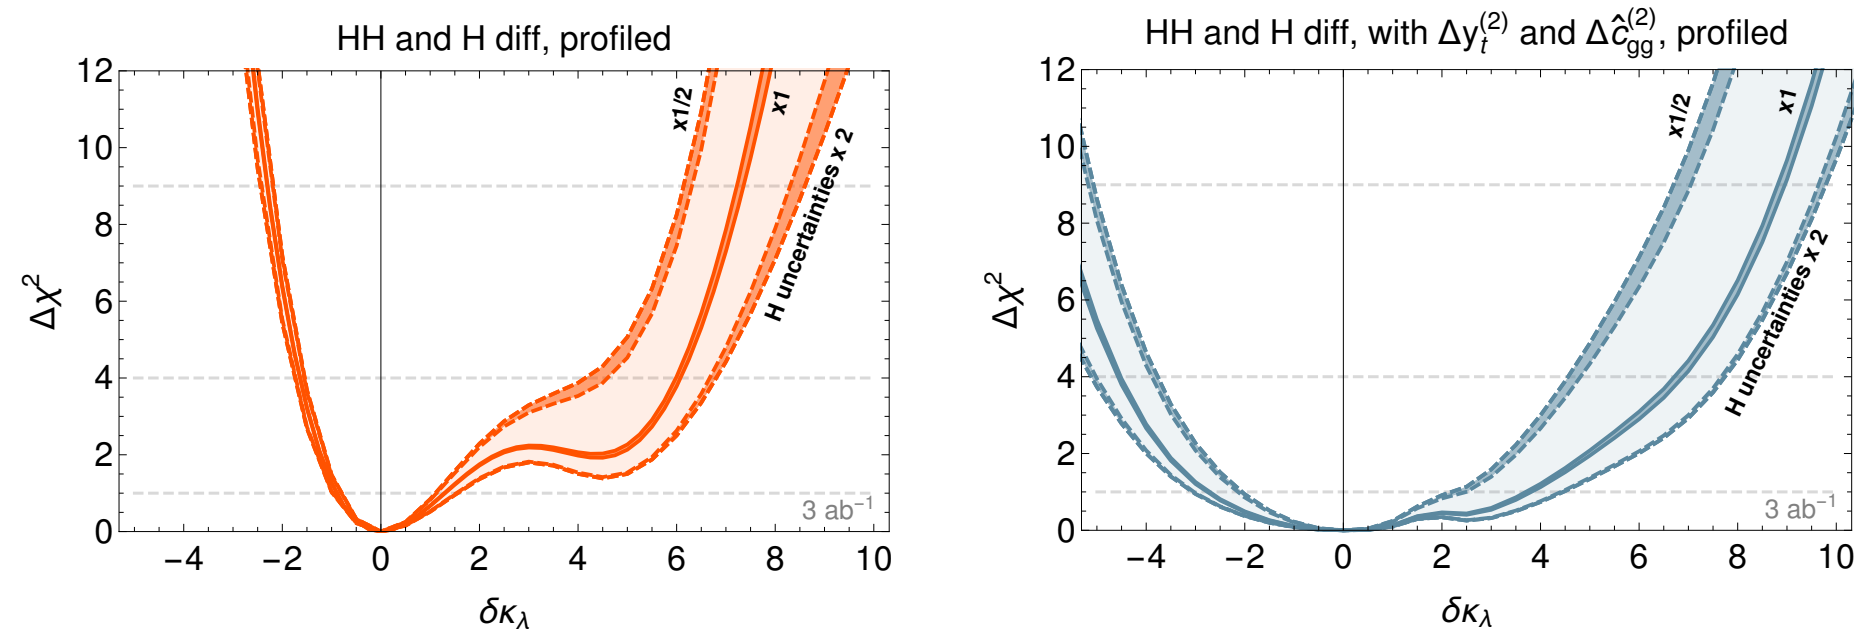 HH and H diff, profiled
12
10
8
6
4
2
0
Δχ²
x1/2
x1
H uncertainties x 2
3 ab⁻¹
−4 −2 0 2 4 6 8 10
δκ_λ
HH and H diff, with Δy_t^(2) and Δĉ_gg^(2), profiled
12
10
8
6
4
2
0
Δχ²
x1/2
x1
H uncertainties x 2
3 ab⁻¹
−4 −2 0 2 4 6 8 10
δκ_λ